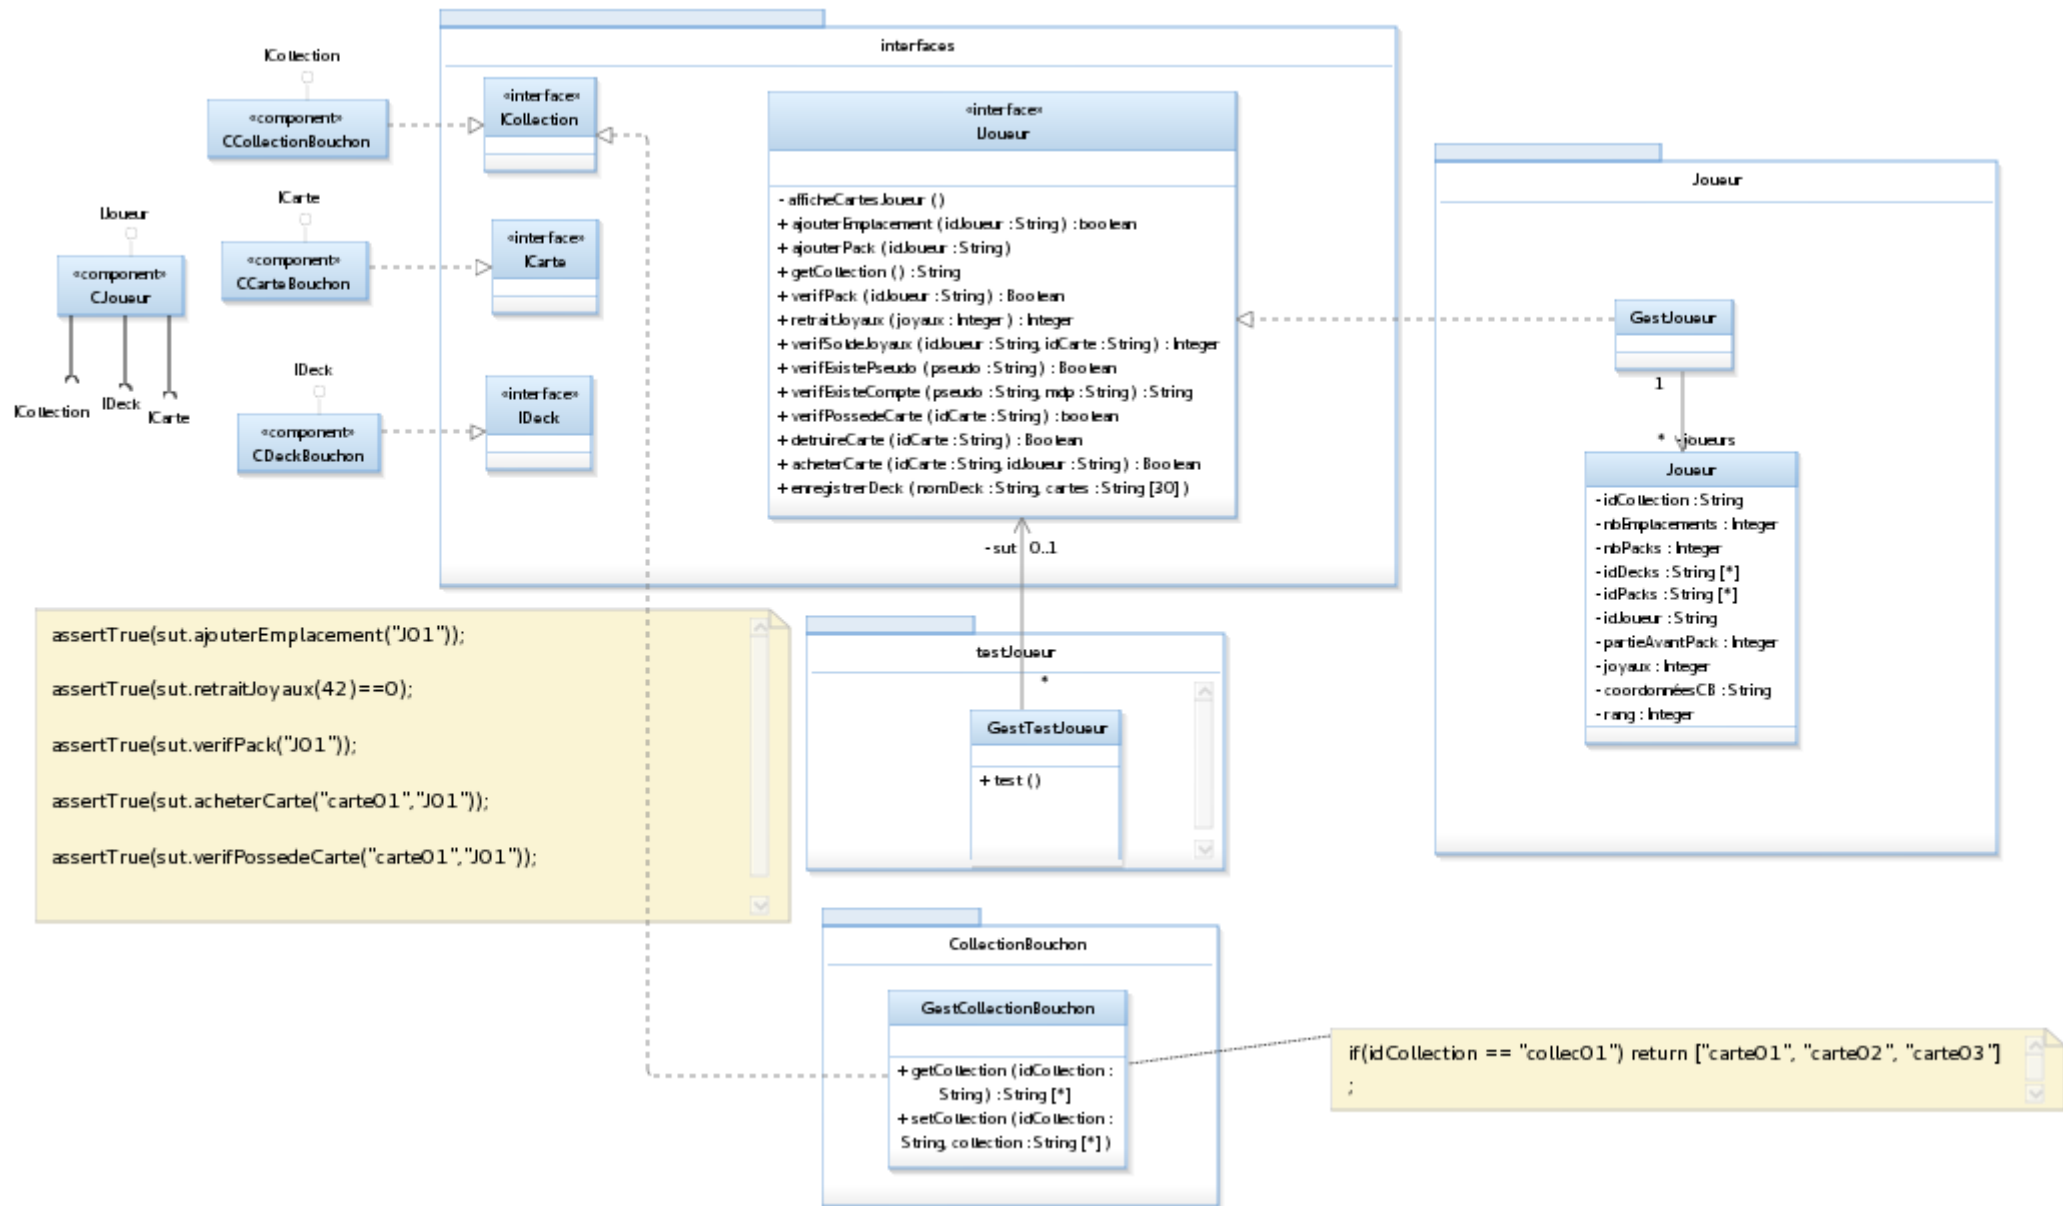 interfaces
ICollection
«component»
CCollectionBouchon
«interface»
ICollection
ICarte
«component»
CCarteBouchon
«interface»
ICarte
IJoueur
«component»
CJoueur
ICollection
IDeck
ICarte
IDeck
«component»
CDeckBouchon
«interface»
IDeck
«interface»
IJoueur
- afficheCartesJoueur ()
+ ajouterEmplacement (idJoueur : String) : boolean
+ ajouterPack (idJoueur : String)
+ getCollection () : String
+ verifPack (idJoueur : String) : Boolean
+ retraitJoyaux (joyaux : Integer) : Integer
+ verifSoldeJoyaux (idJoueur : String, idCarte : String) : Integer
+ verifExistePseudo (pseudo : String) : Boolean
+ verifExisteCompte (pseudo : String, mdp : String) : String
+ verifPossedeCarte (idCarte : String) : boolean
+ detruireCarte (idCarte : String) : Boolean
+ acheterCarte (idCarte : String, idJoueur : String) : Boolean
+ enregistrerDeck (nomDeck : String, cartes : String [30] )
- sut 0..1
Joueur
GestJoueur
1
* -joueurs
Joueur
- idCollection : String
- nbEmplacements : Integer
- nbPacks : Integer
- idDecks : String [*]
- idPacks : String [*]
- idJoueur : String
- partieAvantPack : Integer
- joyaux : Integer
- coordonnéesCB : String
- rang : Integer
assertTrue(sut.ajouterEmplacement("J01"));
assertTrue(sut.retraitJoyaux(42)==0);
assertTrue(sut.verifPack("J01"));
assertTrue(sut.acheterCarte("carte01","J01"));
assertTrue(sut.verifPossedeCarte("carte01","J01"));
testJoueur
*
GestTestJoueur
+ test ()
CollectionBouchon
GestCollectionBouchon
+ getCollection (idCollection :
String) : String [*]
+ setCollection (idCollection :
String, collection : String [*] )
if(idCollection == "collec01") return ["carte01", "carte02", "carte03"]
;